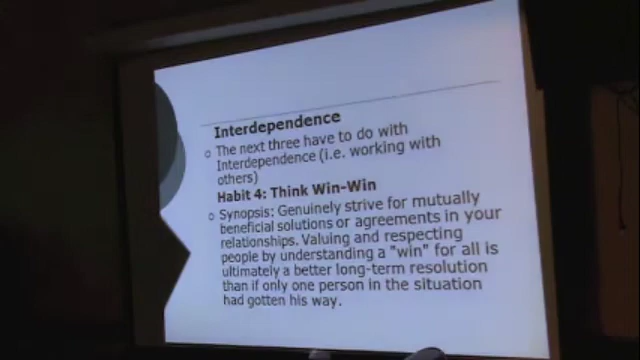 Interdependence
The next three have to do with
Interdependence (i.e. working with
others)
Habit 4: Think Win-Win
Synopsis: Genuinely strive for mutually
beneficial solutions or agreements in your
relationships. Valuing and respecting
people by understanding a "win" for all is
ultimately a better long-term resolution
than if only one person in the situation
had gotten his way.